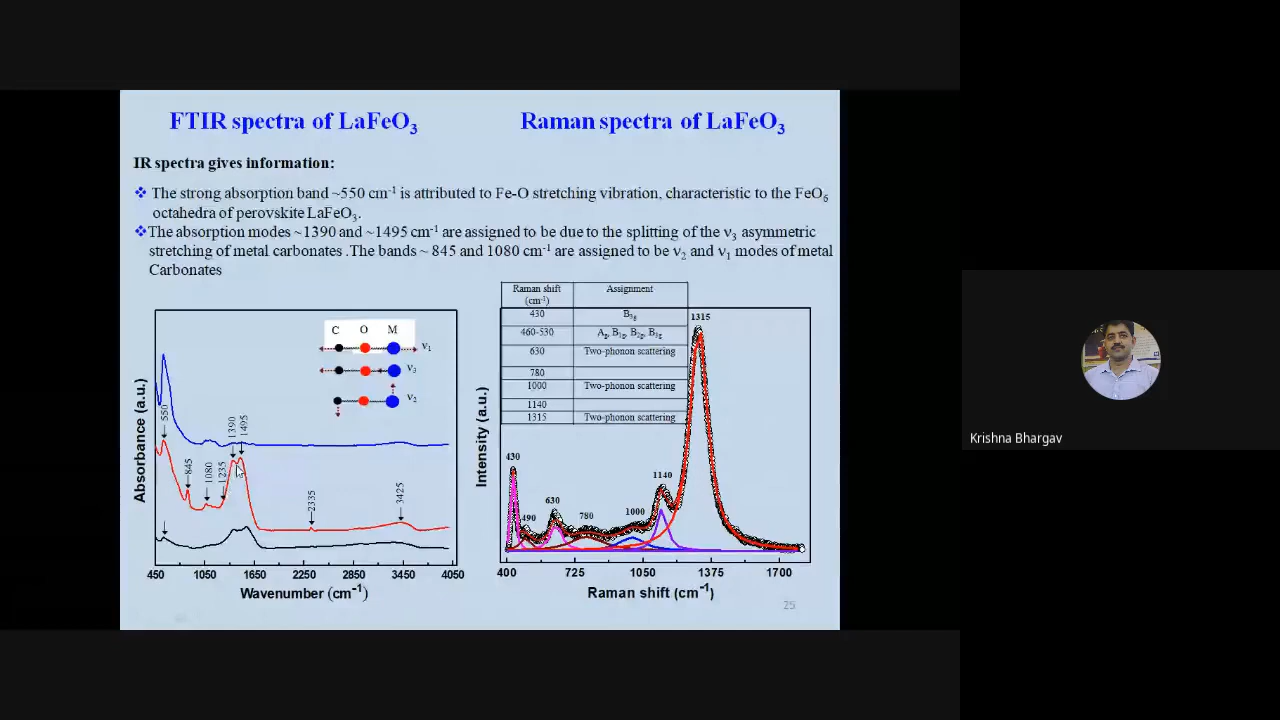 FTIR spectra of LaFeO3
Raman spectra of LaFeO3
IR spectra gives information:
❖ The strong absorption band ~550 cm-1 is attributed to Fe-O stretching vibration, characteristic to the FeO6
octahedra of perovskite LaFeO3.
❖The absorption modes ~1390 and ~1495 cm-1 are assigned to be due to the splitting of the ν3 asymmetric
stretching of metal carbonates .The bands ~ 845 and 1080 cm-1 are assigned to be ν2 and ν1 modes of metal
Carbonates
C O M
ν1
ν3
ν2
550
845
1080
1235
1390
1495
2335
3425
Absorbance (a.u.)
450 1050 1650 2250 2850 3450 4050
Wavenumber (cm-1)
Raman shift Assignment
(cm-1)
430
460-530
630 Two-phonon scattering
780
1000 Two-phonon scattering
1140
1315 Two-phonon scattering
1315
430
490
630
780
1000
1140
Intensity (a.u.)
400 725 1050 1375 1700
Raman shift (cm-1)
25
Krishna Bhargav